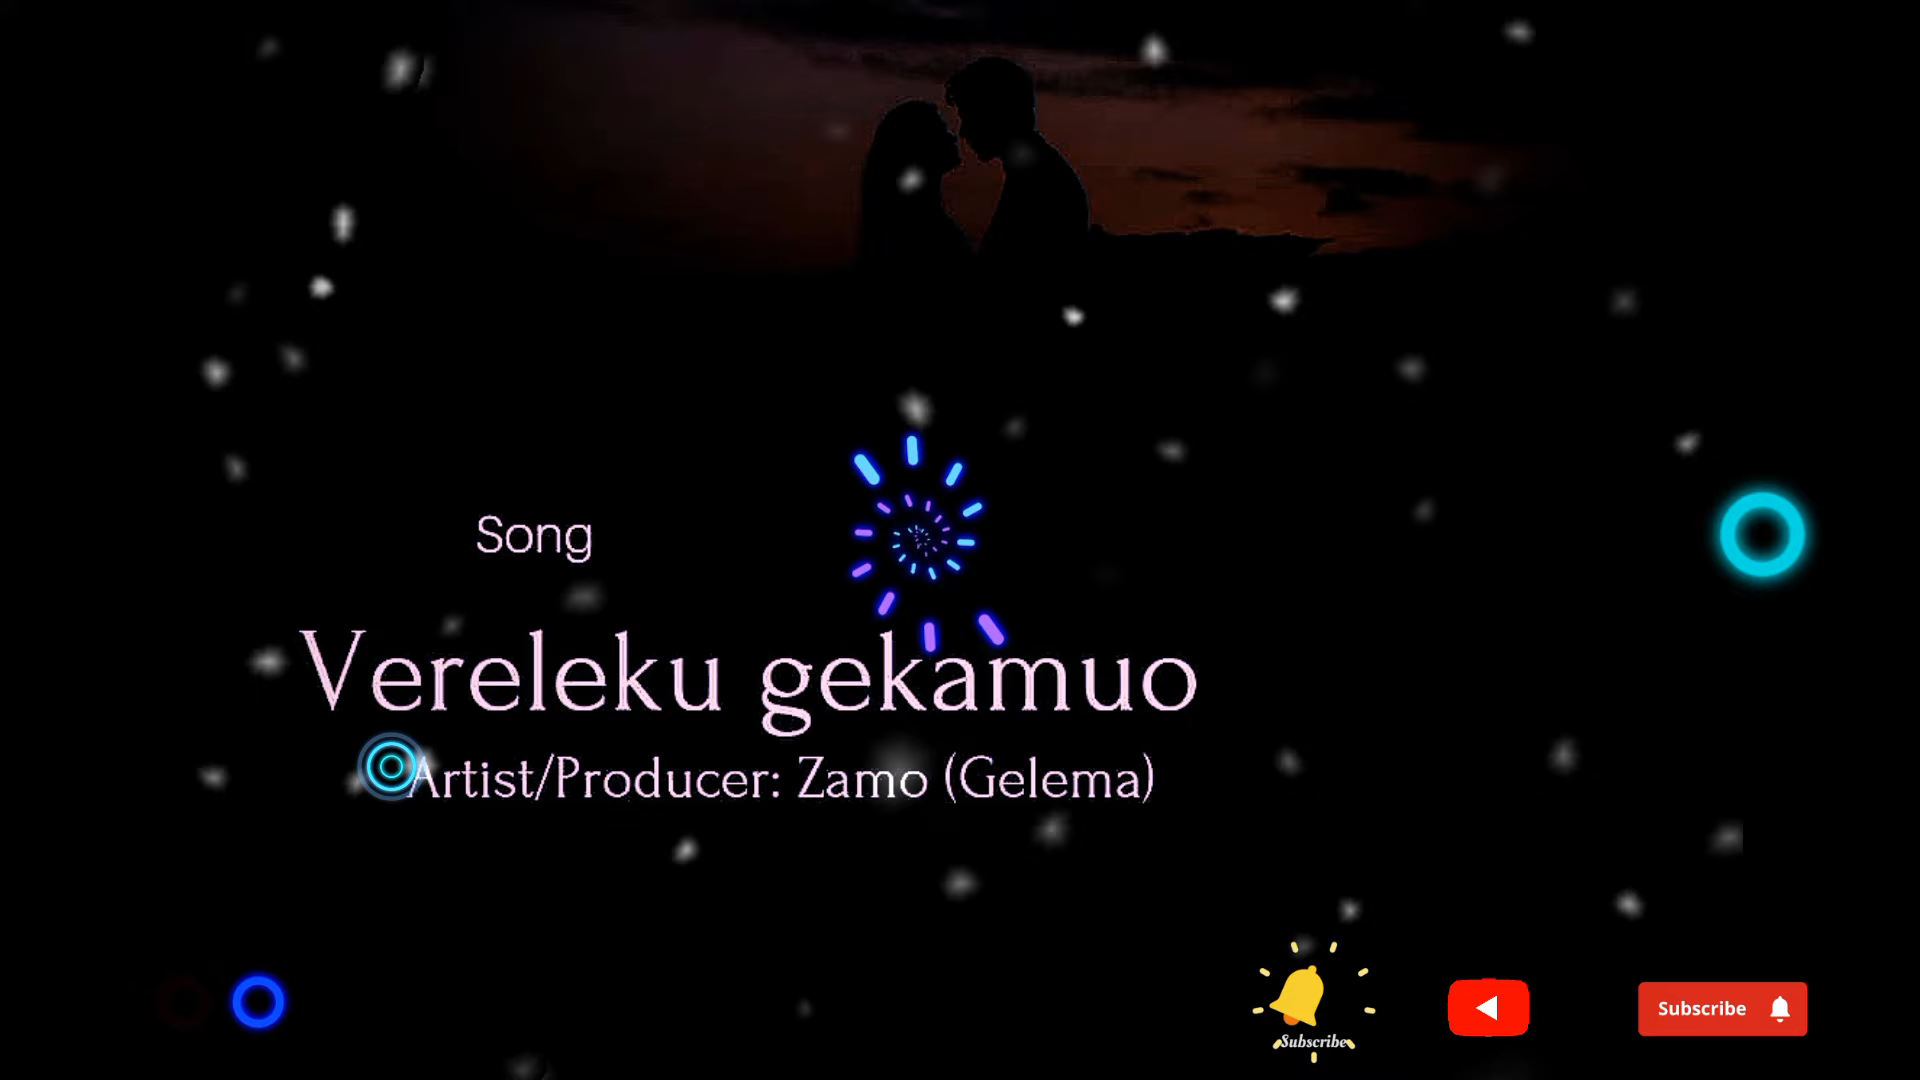 Song
Vereleku gekamuo
Artist/Producer: Zamo (Gelema)
Subscribe
Subscribe